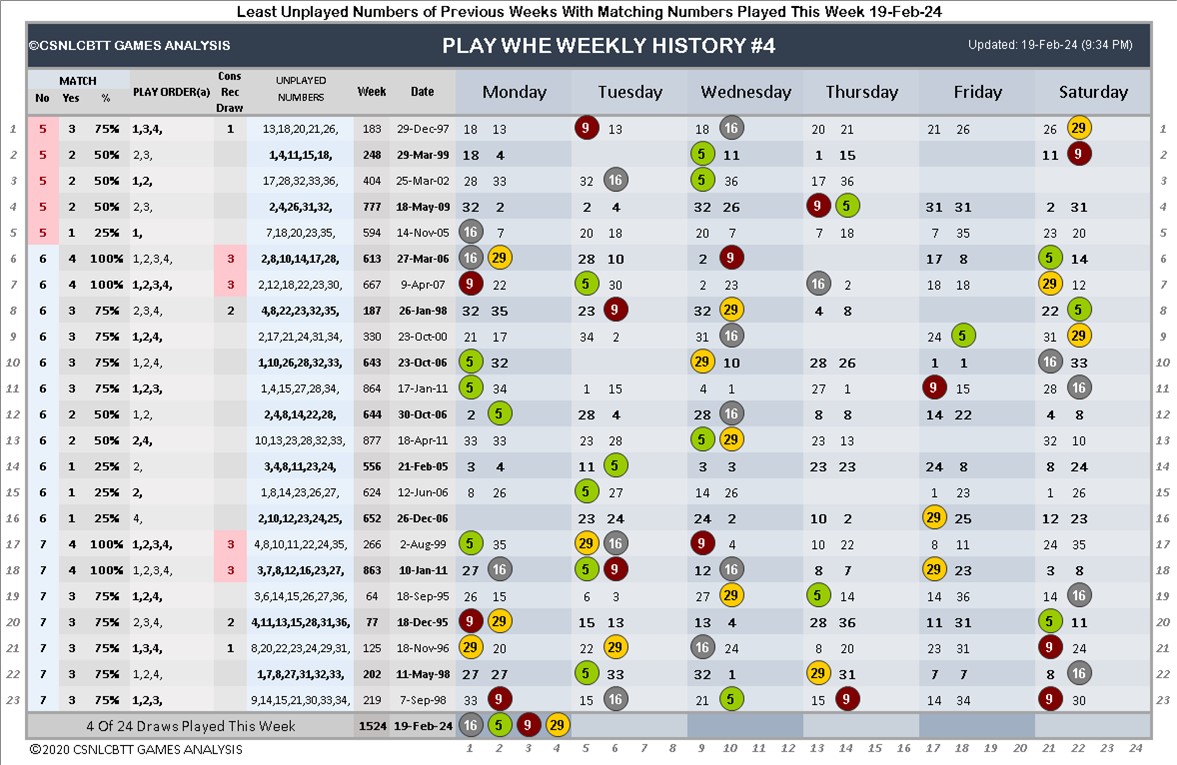 Least Unplayed Numbers of Previous Weeks With Matching Numbers Played This Week 19-Feb-24
©CSNLCBTT GAMES ANALYSIS PLAY WHE WEEKLY HISTORY #4 Updated: 19-Feb-24 (9:34 PM)
MATCH PLAY ORDER(a) Cons Rec Draw UNPLAYED NUMBERS Week Date Monday Tuesday Wednesday Thursday Friday Saturday
No Yes %
1 5 3 75% 1,3,4, 1 13,18,20,21,26, 183 29-Dec-97 18 13 9 13 18 16 20 21 21 26 26 29 1
2 5 2 50% 2,3, 1,4,11,15,18, 248 29-Mar-99 18 4 5 11 1 15 11 9 2
3 5 2 50% 1,2, 17,28,32,33,36, 404 25-Mar-02 28 33 32 16 5 36 17 36 3
4 5 2 50% 2,3, 2,4,26,31,32, 777 18-May-09 32 2 2 4 32 26 9 5 31 31 2 31 4
5 5 1 25% 1, 7,18,20,23,35, 594 14-Nov-05 16 7 20 18 20 7 7 18 7 35 23 20 5
6 6 4 100% 1,2,3,4, 3 2,8,10,14,17,28, 613 27-Mar-06 16 29 28 10 2 9 17 8 5 14 6
7 6 4 100% 1,2,3,4, 3 2,12,18,22,23,30, 667 9-Apr-07 9 22 5 30 2 23 16 2 18 18 29 12 7
8 6 3 75% 2,3,4, 2 4,8,22,23,32,35, 187 26-Jan-98 32 35 23 9 32 29 4 8 22 5 8
9 6 3 75% 1,2,4, 2,17,21,24,31,34, 330 23-Oct-00 21 17 34 2 31 16 24 5 31 29 9
10 6 3 75% 1,2,4, 1,10,26,28,32,33, 643 23-Oct-06 5 32 29 10 28 26 1 1 16 33 10
11 6 3 75% 1,2,3, 1,4,15,27,28,34, 864 17-Jan-11 5 34 1 15 4 1 27 1 9 15 28 16 11
12 6 2 50% 1,2, 2,4,8,14,22,28, 644 30-Oct-06 2 5 28 4 28 16 8 8 14 22 4 8 12
13 6 2 50% 2,4, 10,13,23,28,32,33, 877 18-Apr-11 33 33 23 28 5 29 23 13 32 10 13
14 6 1 25% 2, 3,4,8,11,23,24, 556 21-Feb-05 3 4 11 5 3 3 23 23 24 8 8 24 14
15 6 1 25% 2, 1,8,14,23,26,27, 624 12-Jun-06 8 26 5 27 14 26 1 23 1 26 15
16 6 1 25% 4, 2,10,12,23,24,25, 652 26-Dec-06 23 24 24 2 10 2 29 25 12 23 16
17 7 4 100% 1,2,3,4, 3 4,8,10,11,22,24,35, 266 2-Aug-99 5 35 29 16 9 4 10 22 8 11 24 35 17
18 7 4 100% 1,2,3,4, 3 3,7,8,12,16,23,27, 863 10-Jan-11 27 16 5 9 12 16 8 7 29 23 3 8 18
19 7 3 75% 1,2,4, 3,6,14,15,26,27,36, 64 18-Sep-95 26 15 6 3 27 29 5 14 14 36 14 16 19
20 7 3 75% 2,3,4, 2 4,11,13,15,28,31,36, 77 18-Dec-95 9 29 15 13 13 4 28 36 11 31 5 11 20
21 7 3 75% 1,3,4, 1 8,20,22,23,24,29,31, 125 18-Nov-96 29 20 22 29 16 24 8 20 23 31 9 24 21
22 7 3 75% 1,2,4, 1,7,8,27,31,32,33, 202 11-May-98 27 27 5 33 32 1 29 31 7 7 8 16 22
23 7 3 75% 1,2,3, 9,14,15,21,30,33,34, 219 7-Sep-98 33 9 15 16 21 5 15 9 14 34 9 30 23
4 Of 24 Draws Played This Week 1524 19-Feb-24 16 5 9 29
©2020 CSNLCBTT GAMES ANALYSIS 1 2 3 4 5 6 7 8 9 10 11 12 13 14 15 16 17 18 19 20 21 22 23 24